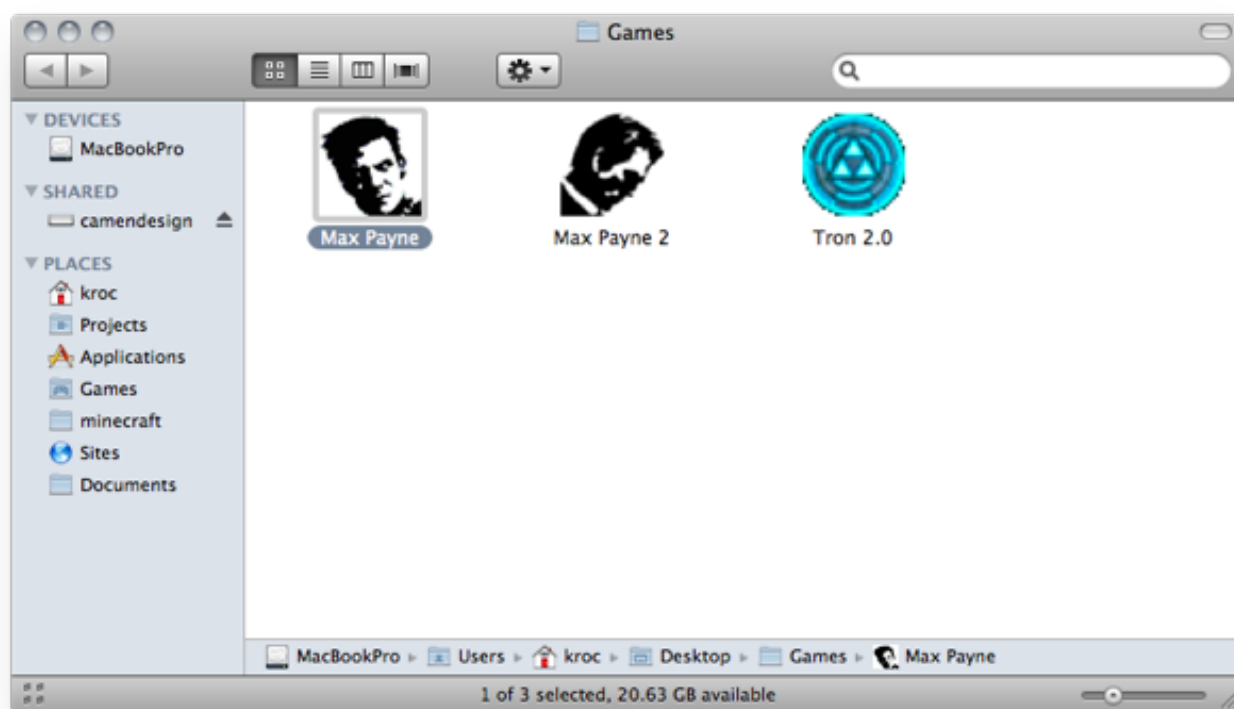 Games
DEVICES
MacBookPro
SHARED
camendesign
PLACES
kroc
Projects
Applications
Games
minecraft
Sites
Documents
Max Payne
Max Payne 2
Tron 2.0
MacBookPro Users kroc Desktop Games Max Payne
1 of 3 selected, 20.63 GB available